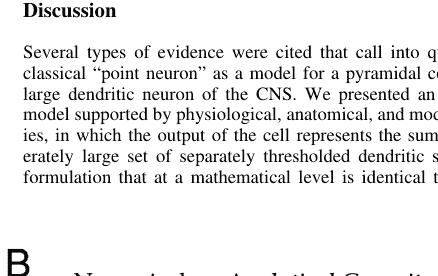 Discussion
Several types of evidence were cited that call into
classical “point neuron” as a model for a pyramidal
large dendritic neuron of the CNS. We presented an
model supported by physiological, anatomical, and
ies, in which the output of the cell represents the
erately large set of separately thresholded dendritic
formulation that at a mathematical level is identical
B